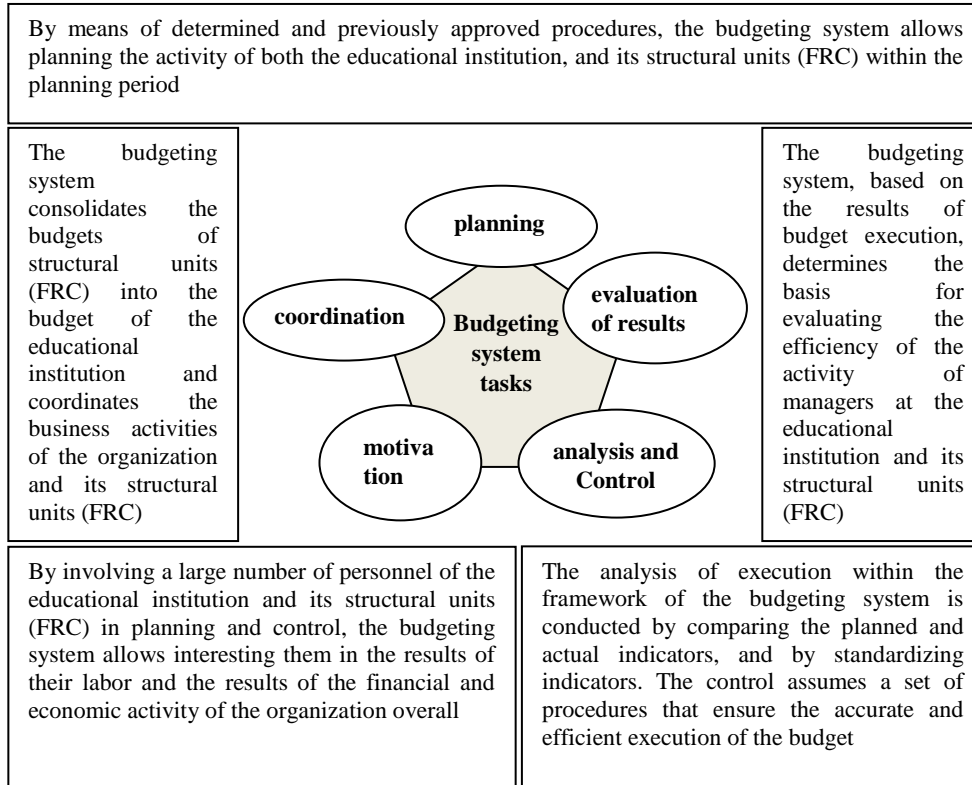 By means of determined and previously approved procedures, the budgeting system allows
planning the activity of both the educational institution, and its structural units (FRC) within the
planning period
The budgeting
system
consolidates the
budgets of
structural units
(FRC) into the
budget of the
educational
institution and
coordinates the
business activities
of the organization
and its structural
units (FRC)
planning
coordination
evaluation
of results
Budgeting
system
tasks
motiva
tion
analysis and
Control
The budgeting
system, based on
the results of
budget execution,
determines the
basis for
evaluating the
efficiency of the
activity of
managers at the
educational
institution and its
structural units
(FRC)
By involving a large number of personnel of the
educational institution and its structural units
(FRC) in planning and control, the budgeting
system allows interesting them in the results of
their labor and the results of the financial and
economic activity of the organization overall
The analysis of execution within the
framework of the budgeting system is
conducted by comparing the planned and
actual indicators, and by standardizing
indicators. The control assumes a set of
procedures that ensure the accurate and
efficient execution of the budget